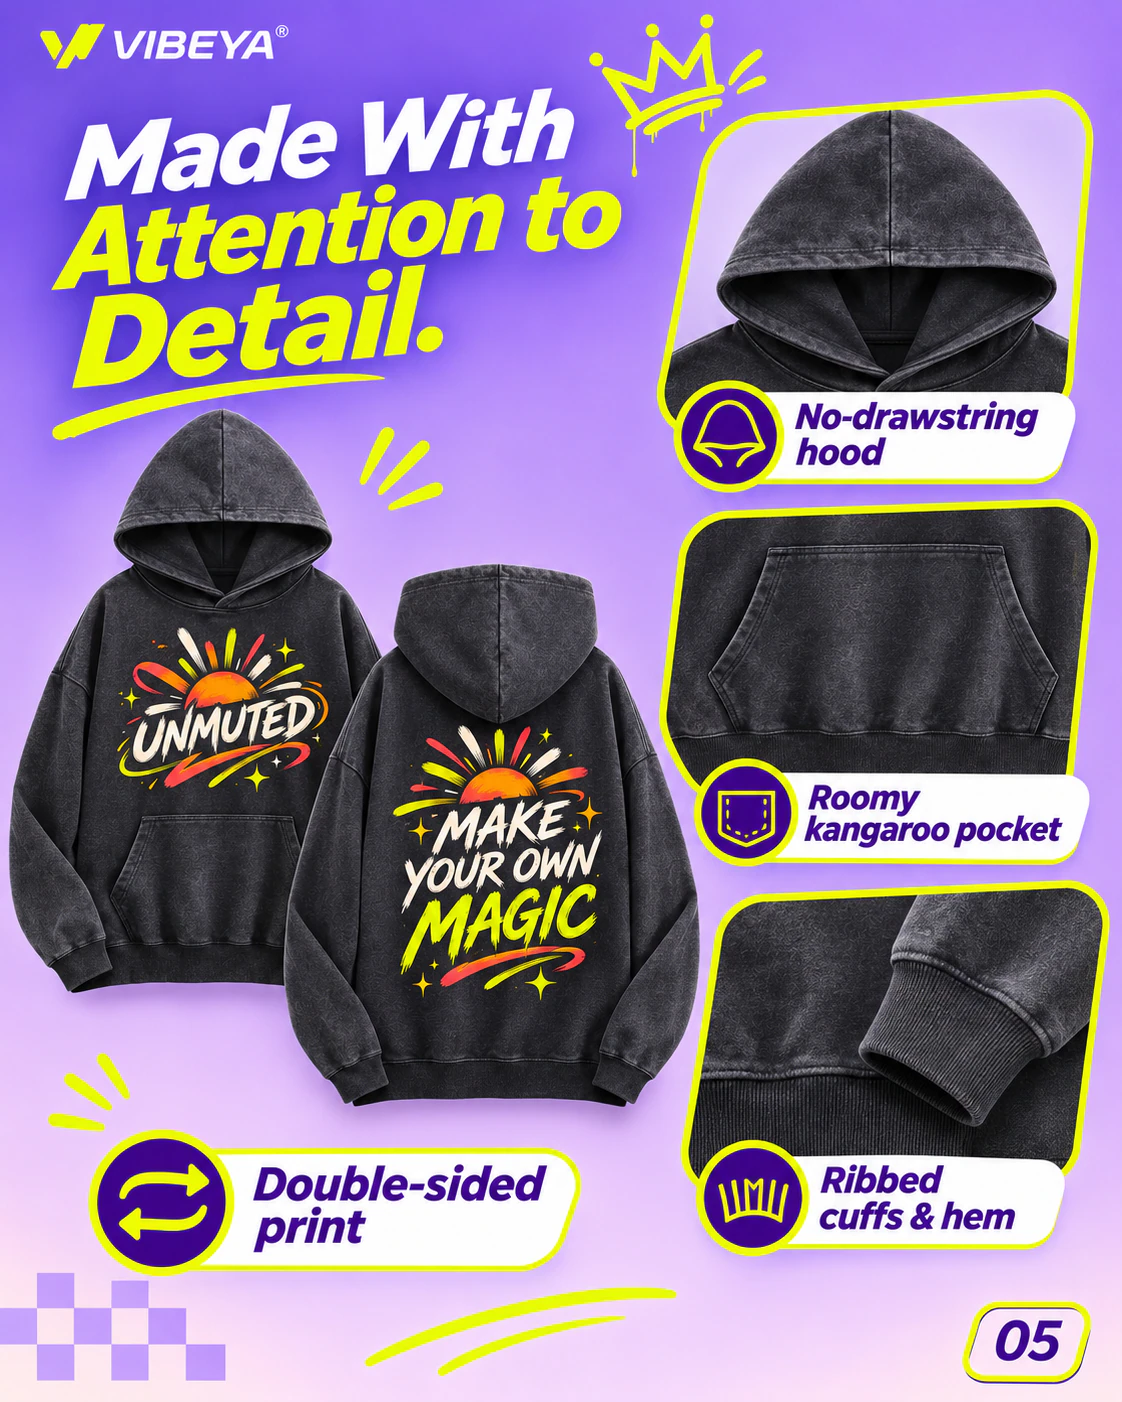 VIBEYA®
Made With
Attention to
Detail.
No-drawstring
hood
UNMUTED
MAKE
YOUR OWN
MAGIC
Roomy
kangaroo pocket
Double-sided
print
Ribbed
cuffs & hem
05